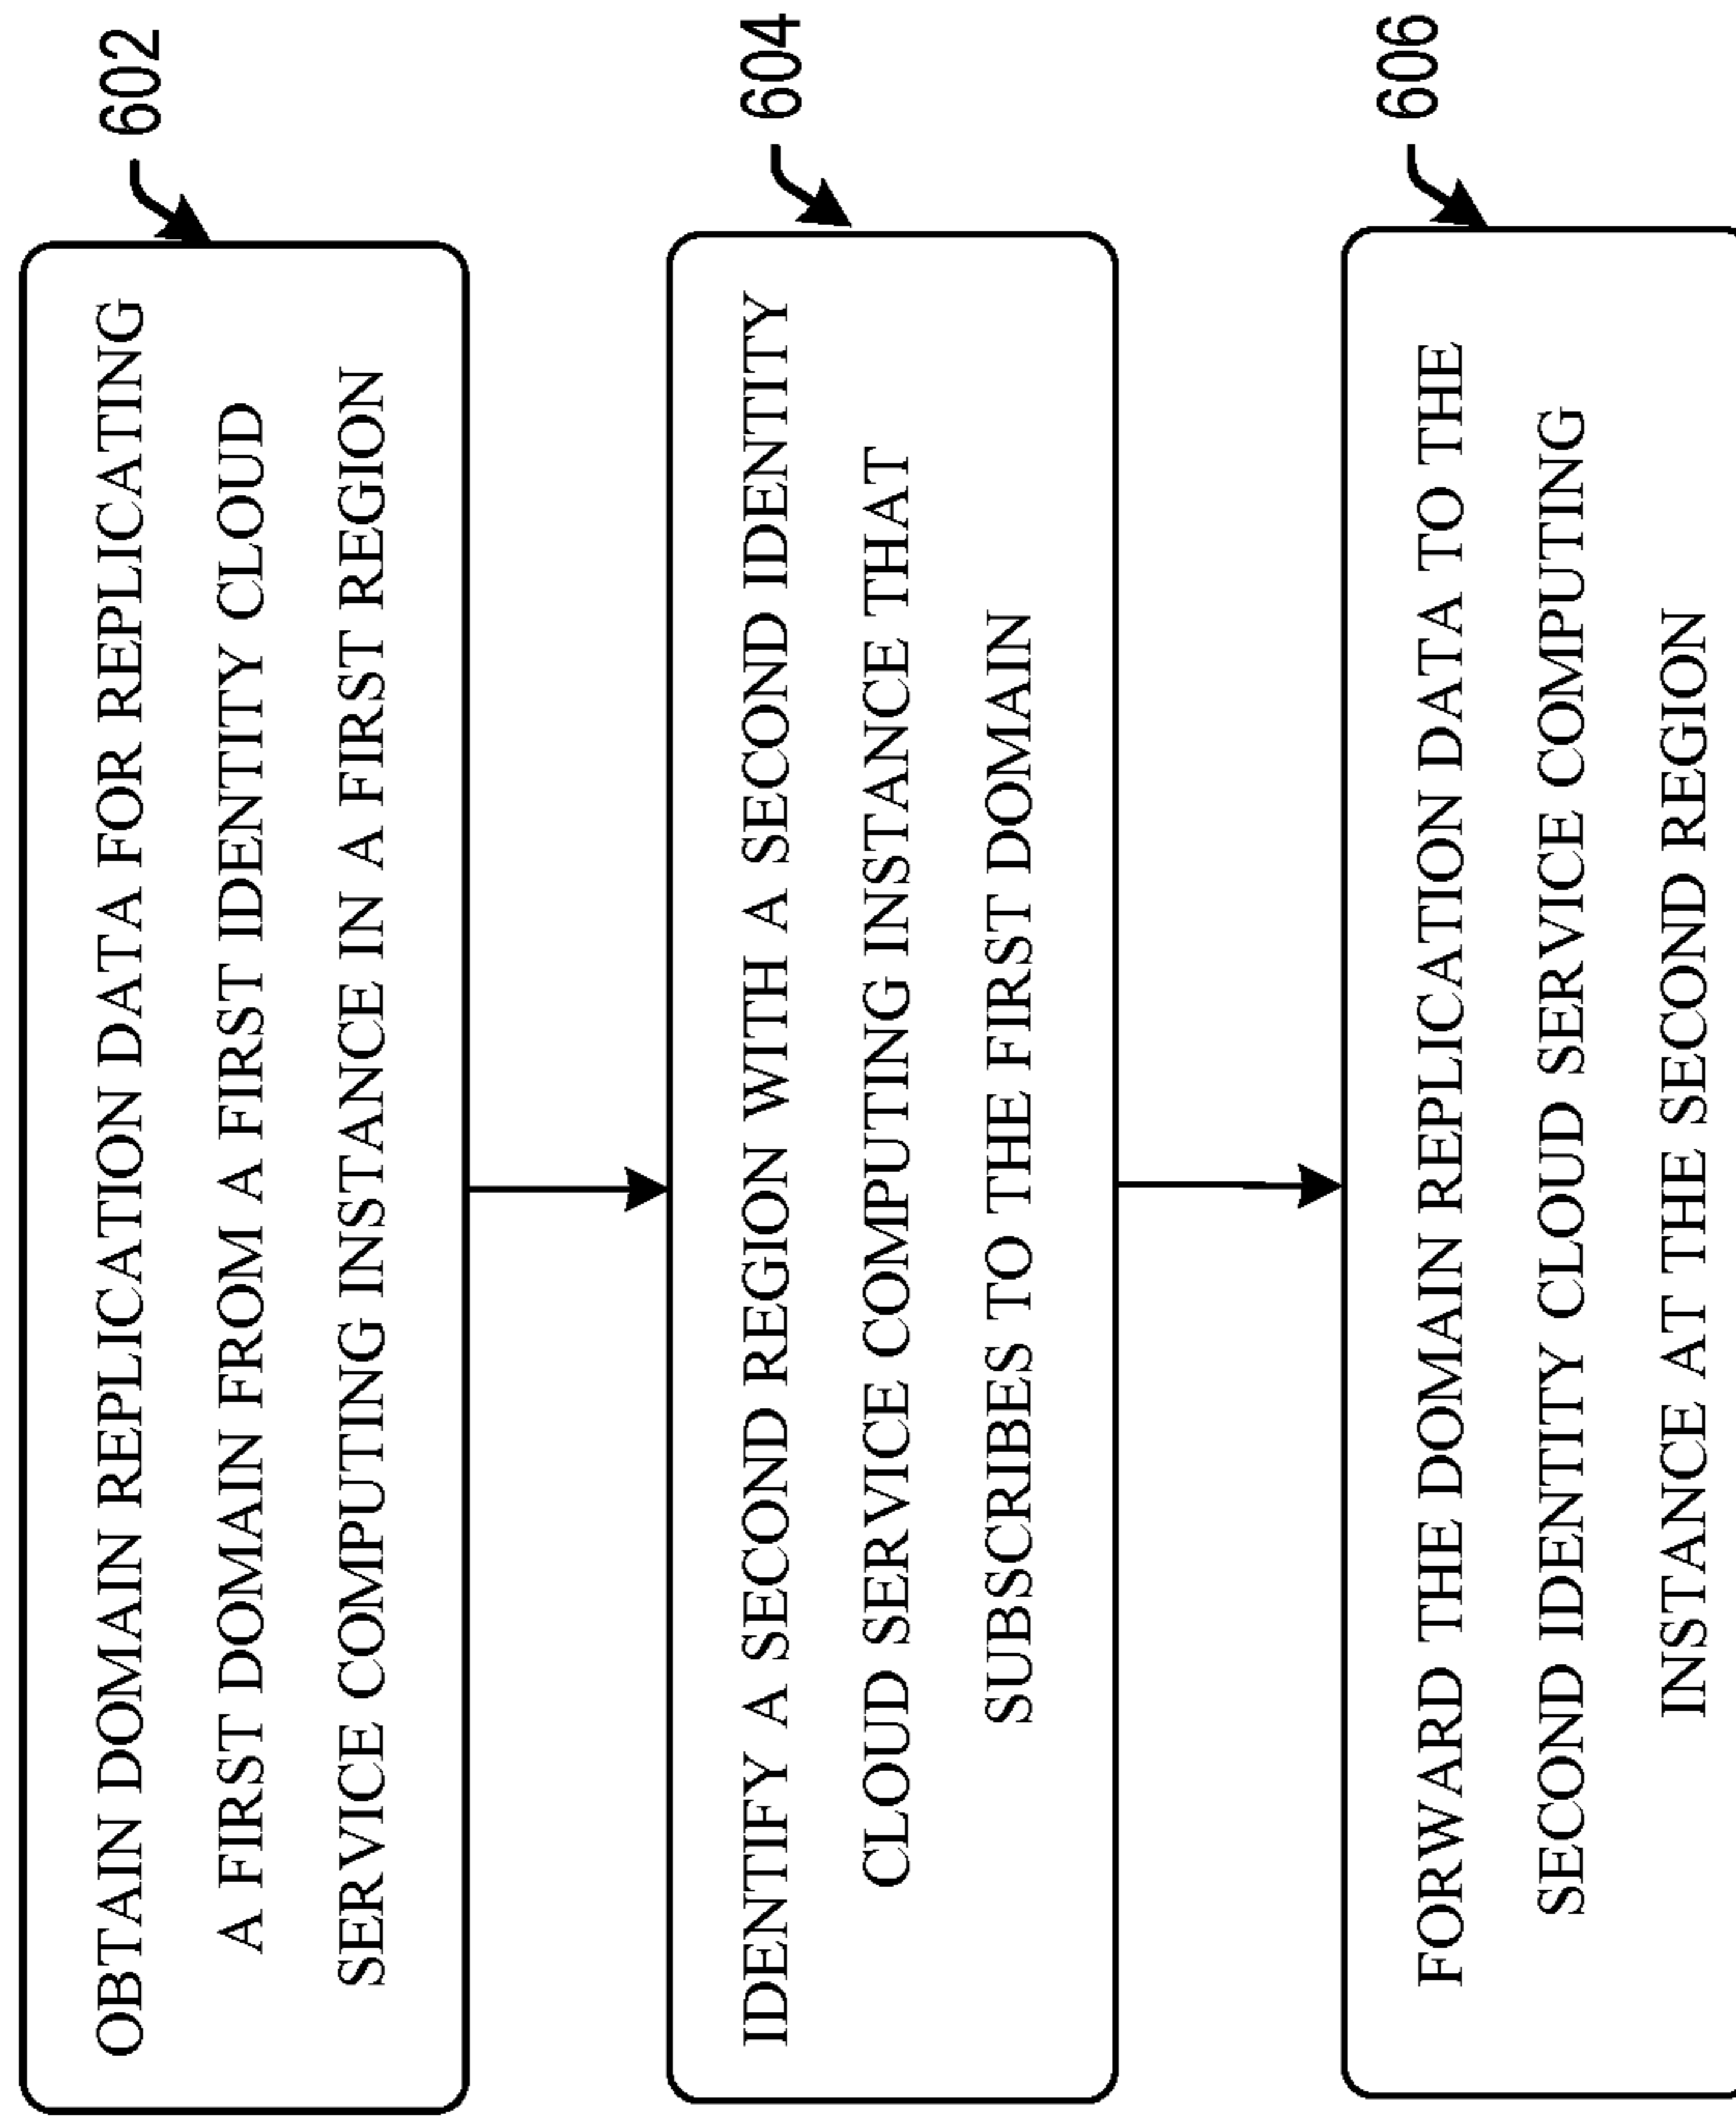 602
OBTAIN DOMAIN REPLICATION DATA FOR REPLICATING
A FIRST DOMAIN FROM A FIRST IDENTITY CLOUD
SERVICE COMPUTING INSTANCE IN A FIRST REGION
604
IDENTIFY A SECOND REGION WITH A SECOND IDENTITY
CLOUD SERVICE COMPUTING INSTANCE THAT
SUBSCRIBES TO THE FIRST DOMAIN
606
FORWARD THE DOMAIN REPLICATION DATA TO THE
SECOND IDENTITY CLOUD SERVICE COMPUTING
INSTANCE AT THE SECOND REGION